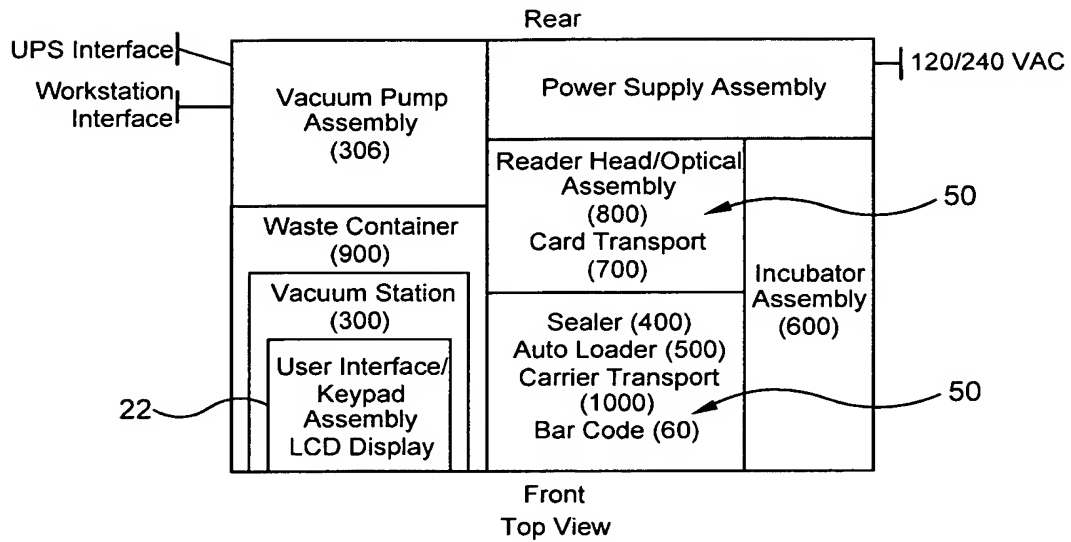 Rear
UPS Interface
Workstation
Interface
120/240 VAC
Vacuum Pump
Assembly
(306)
Power Supply Assembly
Reader Head/Optical
Assembly
(800)
Card Transport
(700)
50
Waste Container
(900)
Vacuum Station
(300)
User Interface/
Keypad
Assembly
LCD Display
22
Sealer (400)
Auto Loader (500)
Carrier Transport
(1000)
Bar Code (60)
50
Incubator
Assembly
(600)
Front
Top View